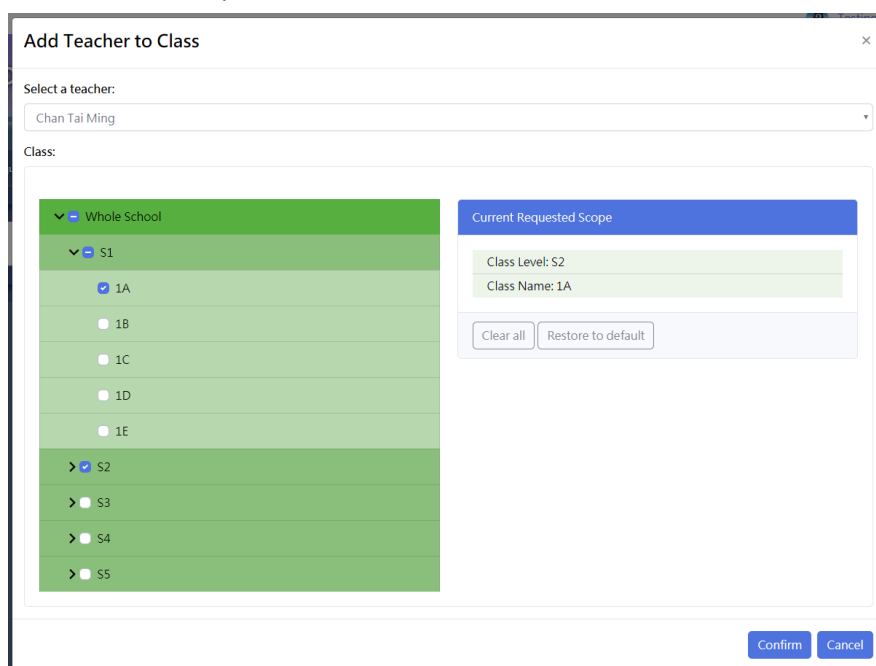 Testing
Add Teacher to Class
×
Select a teacher:
Chan Tai Ming
Class:
Whole School
S1
1A
1B
1C
1D
1E
S2
S3
S4
S5
Current Requested Scope
Class Level: S2
Class Name: 1A
Clear all Restore to default
Confirm Cancel